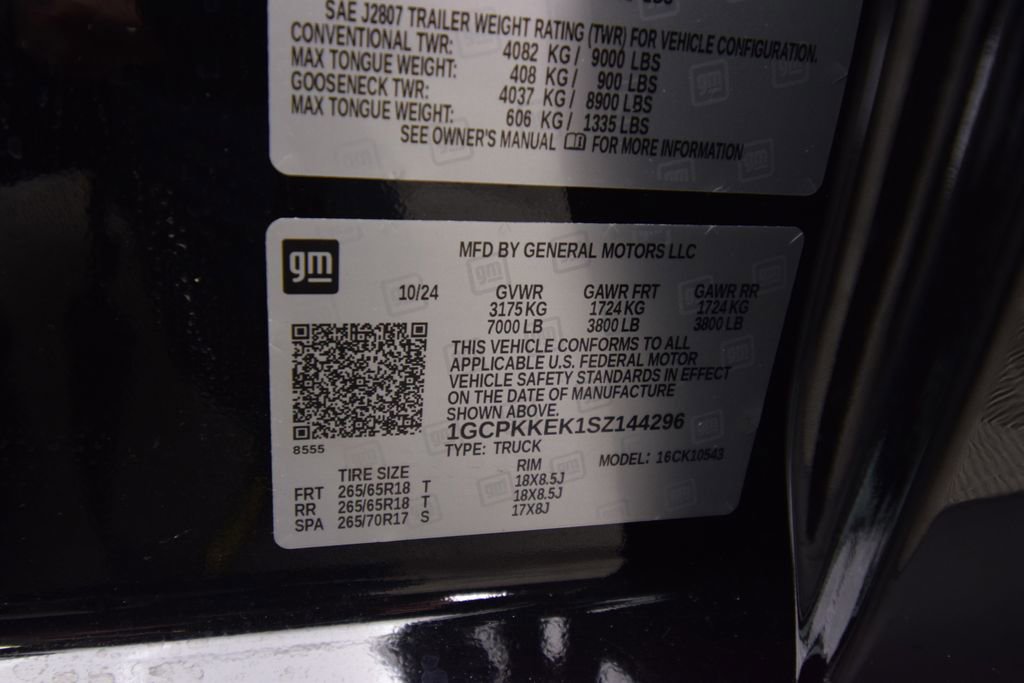 SAE J2807 TRAILER WEIGHT RATING (TWR) FOR VEHICLE CONFIGURATION.
CONVENTIONAL TWR: 4082 KG/ 9000 LBS
MAX TONGUE WEIGHT: 408 KG/ 900 LBS
GOOSENECK TWR: 4037 KG/ 8900 LBS
MAX TONGUE WEIGHT: 606 KG/ 1335 LBS
SEE OWNER'S MANUAL FOR MORE INFORMATION
gm
MFD BY GENERAL MOTORS LLC
10/24 GVWR GAWR FRT GAWR RR
3175 KG 1724 KG 1724 KG
7000 LB 3800 LB 3800 LB
THIS VEHICLE CONFORMS TO ALL
APPLICABLE U.S. FEDERAL MOTOR
VEHICLE SAFETY STANDARDS IN EFFECT
ON THE DATE OF MANUFACTURE
SHOWN ABOVE.
1GCPKKEK1SZ144296
8555
TYPE: TRUCK MODEL: 16CK10543
TIRE SIZE RIM
FRT 265/65R18 T 18X8.5J
RR 265/65R18 T 18X8.5J
SPA 265/70R17 S 17X8J